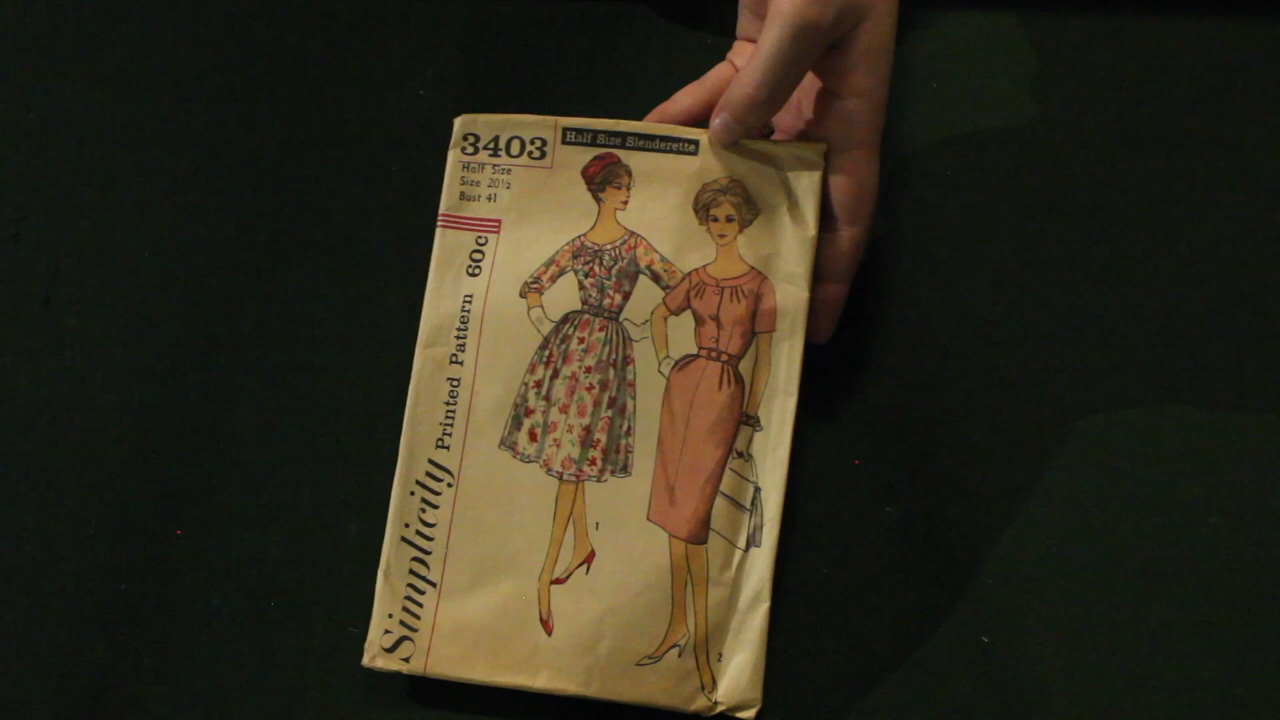 3403
Half Size Slenderette
Half Size
Size 20½
Bust 41
60c
Simplicity Printed Pattern
1
2